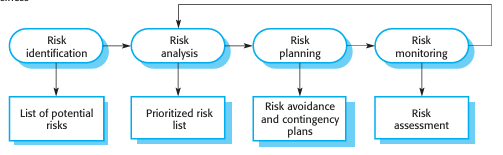 Risk
identification
Risk
analysis
Risk
planning
Risk
monitoring
List of potential
risks
Prioritized risk
list
Risk avoidance
and contingency
plans
Risk
assessment